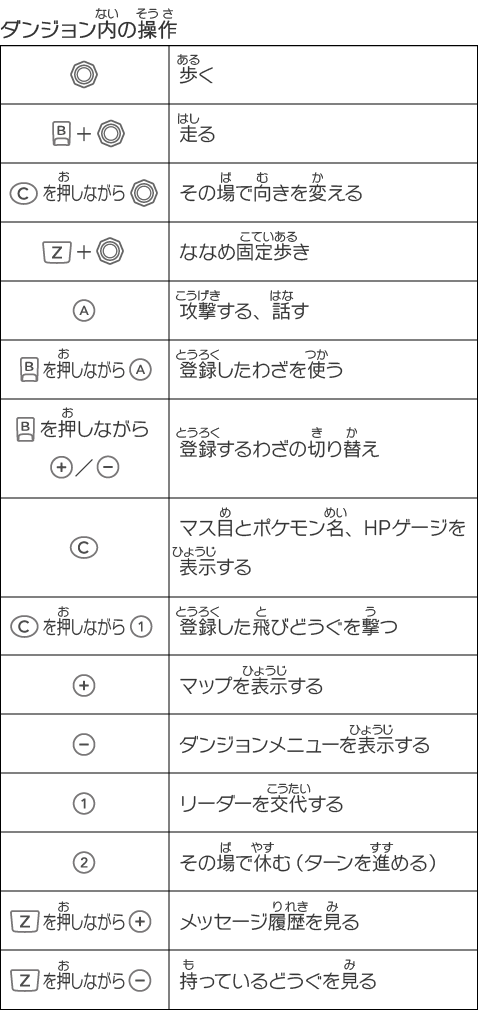 ダンジョン内の操作
歩く
B＋
走る
Cを押しながら
その場で向きを変える
Z＋
ななめ固定歩き
A
攻撃する、話す
Bを押しながらA
登録したわざを使う
Bを押しながら
＋／－
登録するわざの切り替え
C
マス目とポケモン名、HPゲージを
表示する
Cを押しながら1
登録した飛びどうぐを撃つ
＋
マップを表示する
－
ダンジョンメニューを表示する
1
リーダーを交代する
2
その場で休む（ターンを進める）
Zを押しながら＋
メッセージ履歴を見る
Zを押しながら－
持っているどうぐを見る